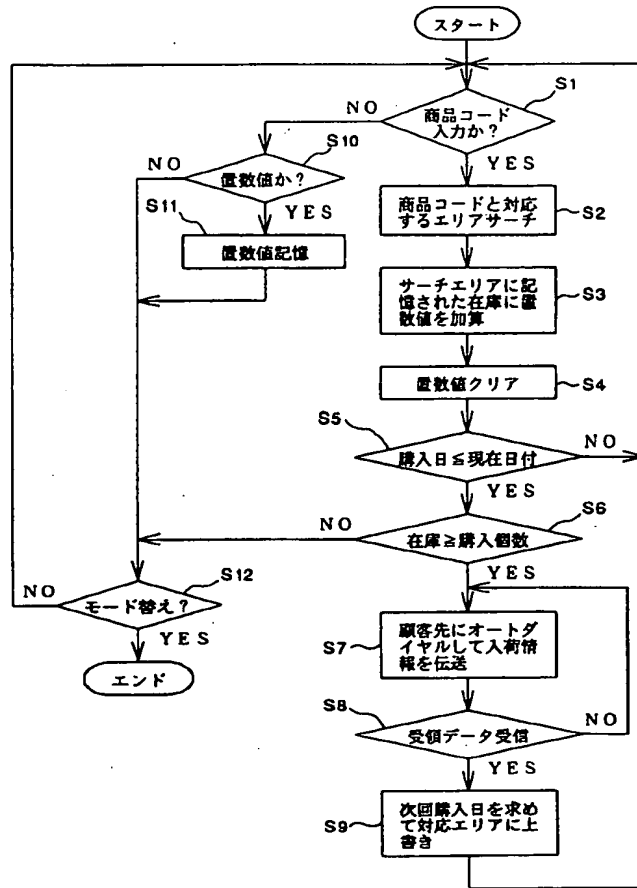 スタート
S1
NO
商品コード
入力か？
S10
YES
NO
置数値か？
S11
YES
商品コードと対応
するエリアサーチ
S2
置数値記憶
サーチエリアに記
憶された在庫に置
数値を加算
S3
置数値クリア
S4
S5
NO
購入日≦現在日付
YES
S6
NO
在庫≧購入個数
S12
YES
NO
モード替え？
YES
S7
顧客先にオートダ
イヤルして入荷情
報を伝送
エンド
S8
NO
受領データ受信
YES
S9
次回購入日を求め
て対応エリアに上
書き